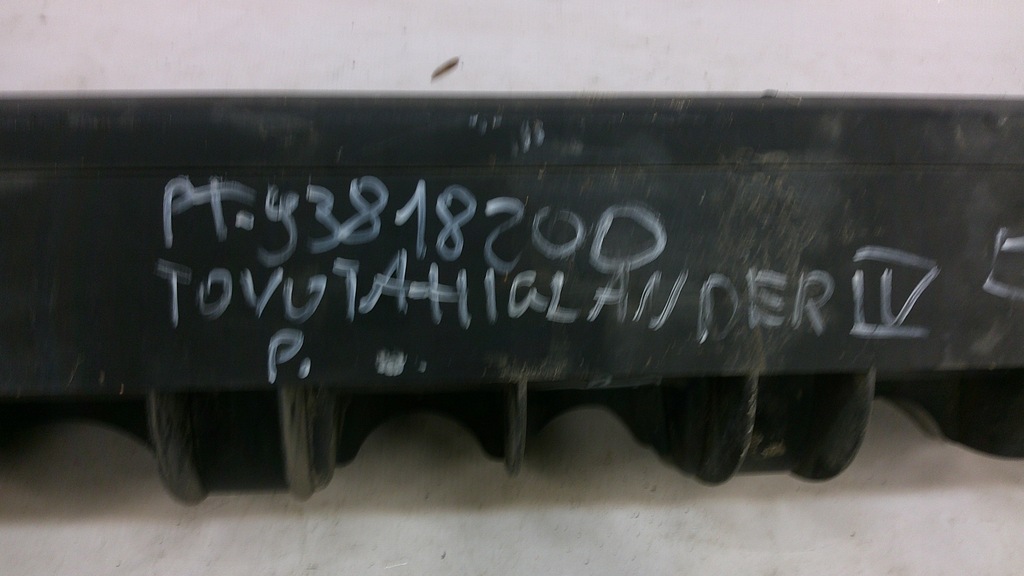 PT. 93818200
TOYOTA HIGLANDER IV
P.